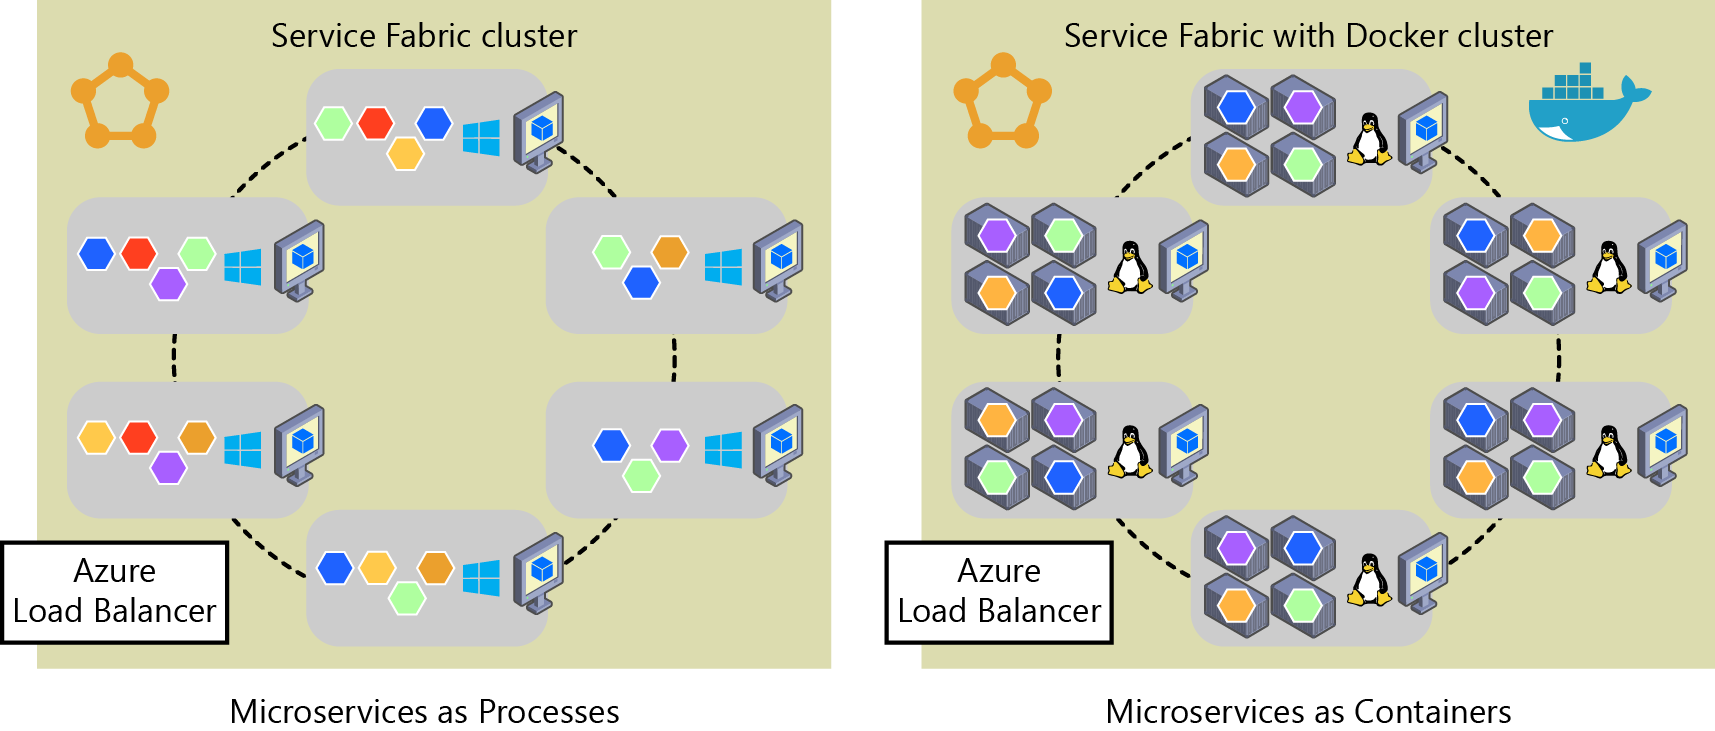 Service Fabric cluster
Azure
Load Balancer
Microservices as Processes
Service Fabric with Docker cluster
Azure
Load Balancer
Microservices as Containers